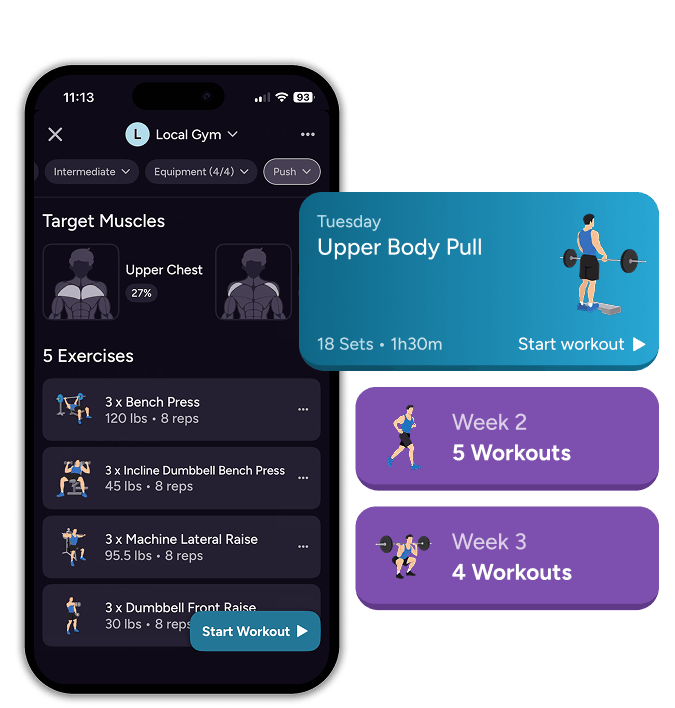 11:13
93
L Local Gym
Intermediate
Equipment (4/4)
Push
Target Muscles
Upper Chest
27%
5 Exercises
3 x Bench Press
120 lbs • 8 reps
3 x Incline Dumbbell Bench Press
45 lbs • 8 reps
3 x Machine Lateral Raise
95.5 lbs • 8 reps
3 x Dumbbell Front Raise
30 lbs • 8 reps
Start Workout
Tuesday
Upper Body Pull
18 Sets • 1h30m
Start workout
Week 2
5 Workouts
Week 3
4 Workouts